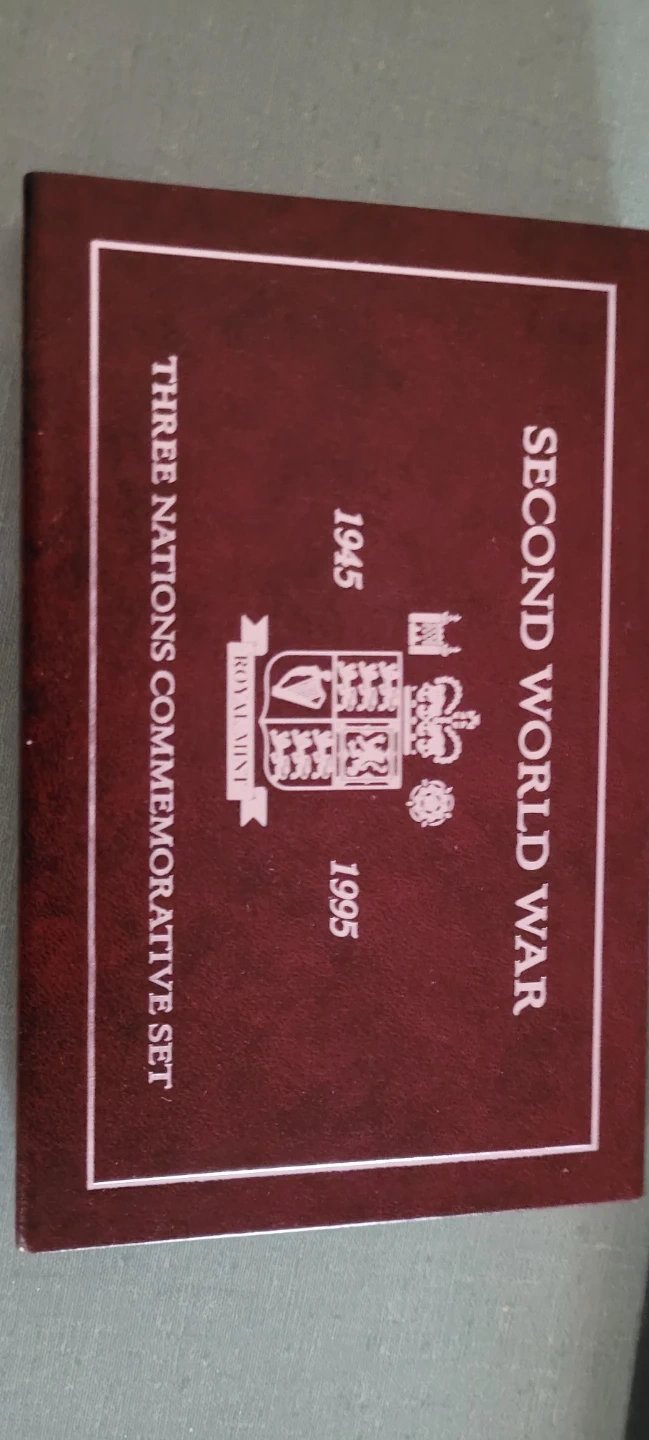 SECOND WORLD WAR
1945
1995
ROYAL MINT
THREE NATIONS COMMEMORATIVE SET